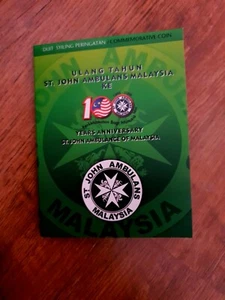 DUIT SYILING PERINGATAN COMMEMORATIVE COIN
ULANG TAHUN
ST. JOHN AMBULANS MALAYSIA
KE
100
YEARS ANNIVERSARY
ST. JOHN AMBULANCE OF MALAYSIA
ST JOHN AMBULANS
MALAYSIA
MALAYSIA